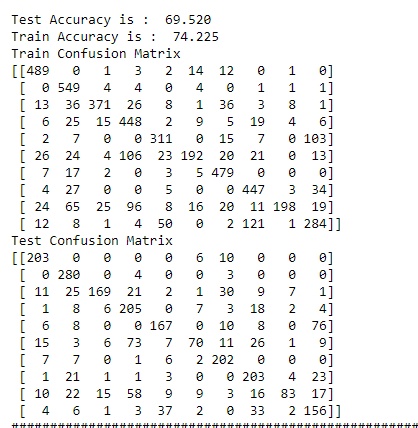 Test Accuracy is :  69.520
Train Accuracy is :  74.225
Train Confusion Matrix
[[489   0   1   3   2  14  12   0   1   0]
 [  0 549   4   4   0   4   0   1   1   1]
 [ 13  36 371  26   8   1  36   3   8   1]
 [  6  25  15 448   2   9   5  19   4   6]
 [  2   7   0   0 311   0  15   7   0 103]
 [ 26  24   4 106  23 192  20  21   0  13]
 [  7  17   2   0   3   5 479   0   0   0]
 [  4  27   0   0   5   0   0 447   3  34]
 [ 24  65  25  96   8  16  20  11 198  19]
 [ 12   8   1   4  50   0   2 121   1 284]]
Test Confusion Matrix
[[203   0   0   0   0   6  10   0   0   0]
 [  0 280   0   4   0   0   3   0   0   0]
 [ 11  25 169  21   2   1  30   9   7   1]
 [  1   8   6 205   0   7   3  18   2   4]
 [  6   8   0   0 167   0  10   8   0  76]
 [ 15   3   6  73   7  70  11  26   1   9]
 [  7   7   0   1   6   2 202   0   0   0]
 [  1  21   1   1   3   0   0 203   4  23]
 [ 10  22  15  58   9   9   3  16  83  17]
 [  4   6   1   3  37   2   0  33   2 156]]